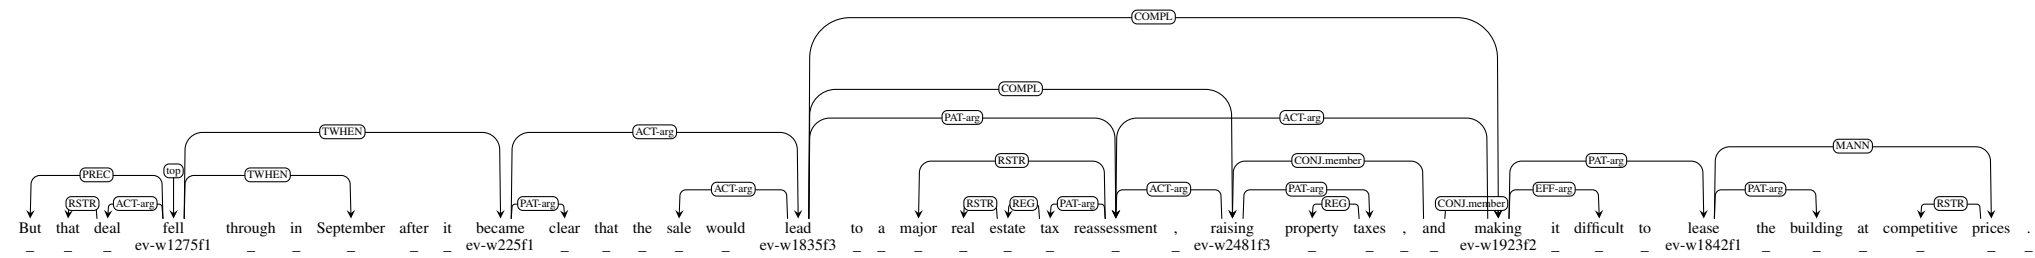 COMPL
COMPL
PAT-arg ACT-arg
TWHEN ACT-arg
MANN
RSTR CONJ.member PAT-arg
top
PREC TWHEN
ACT-arg ACT-arg PAT-arg EFF-arg PAT-arg
RSTR ACT-arg PAT-arg RSTR REG PAT-arg REG CONJ.member RSTR
But that deal fell through in September after it became clear that the sale would lead to a major real estate tax reassessment , raising property taxes , and making it difficult to lease the building at competitive prices .
ev-w1275f1 ev-w225f1 ev-w1835f3 ev-w2481f3 ev-w1923f2 ev-w1842f1
_ _ _ _ _ _ _ _ _ _ _ _ _ _ _ _ _ _ _ _ _ _ _ _ _ _ _ _ _ _ _ _ _ _ _ _ _ _ _ _